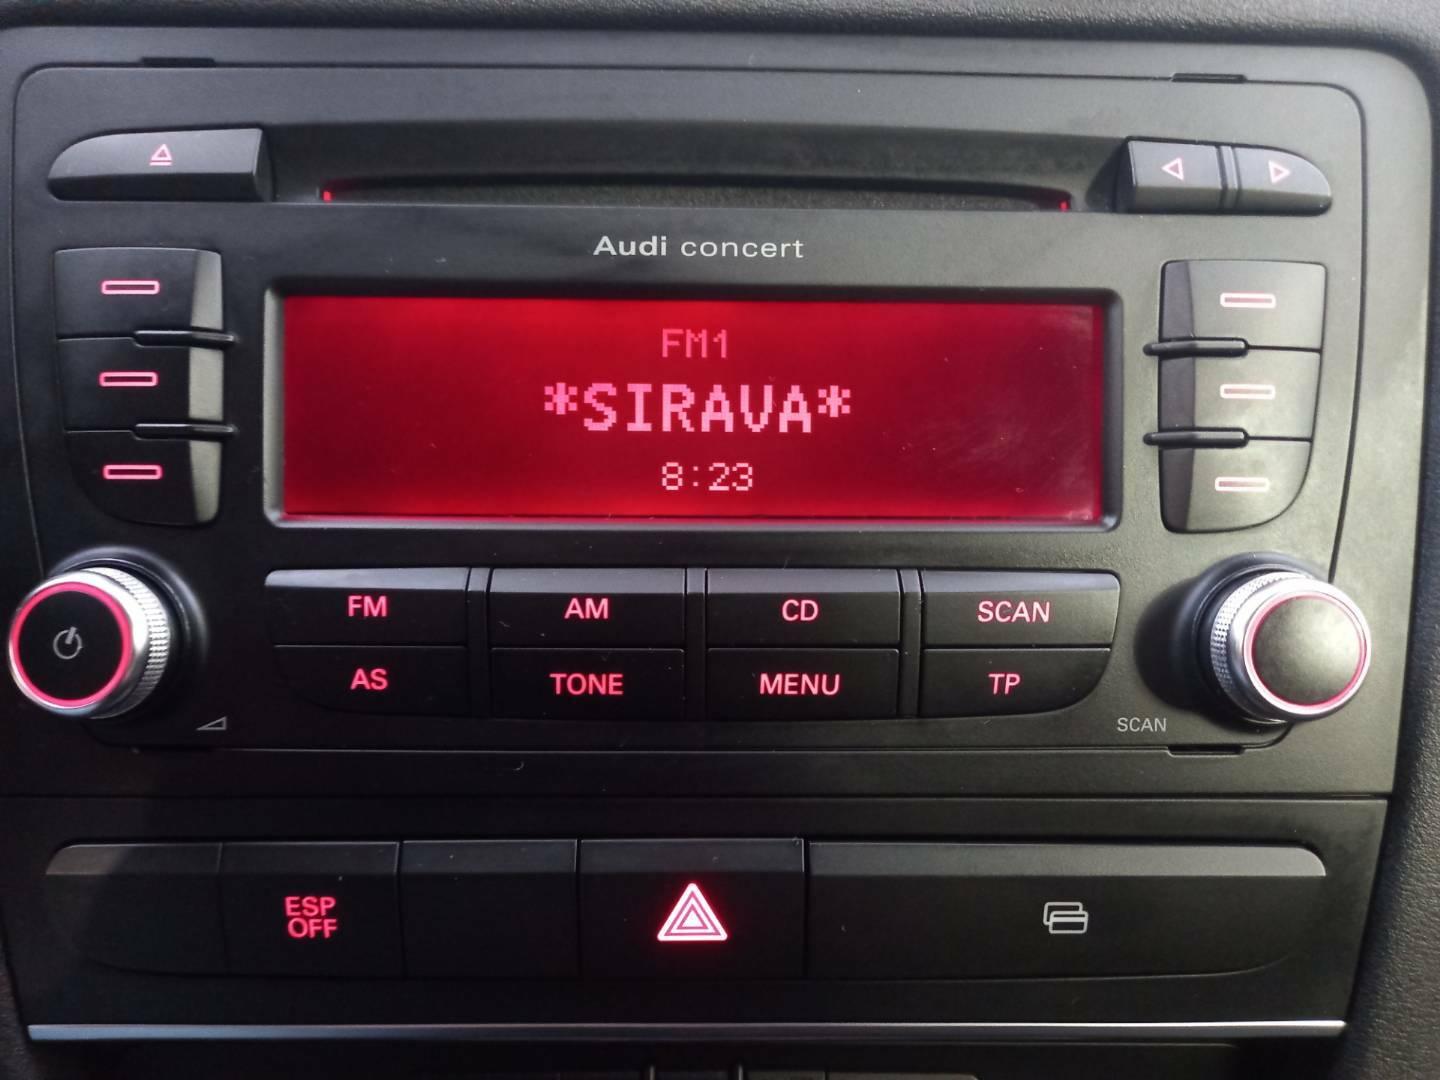 Audi concert
FM1
*SIRAVA*
8:23
FM AM CD SCAN
AS TONE MENU TP
SCAN
ESP
OFF